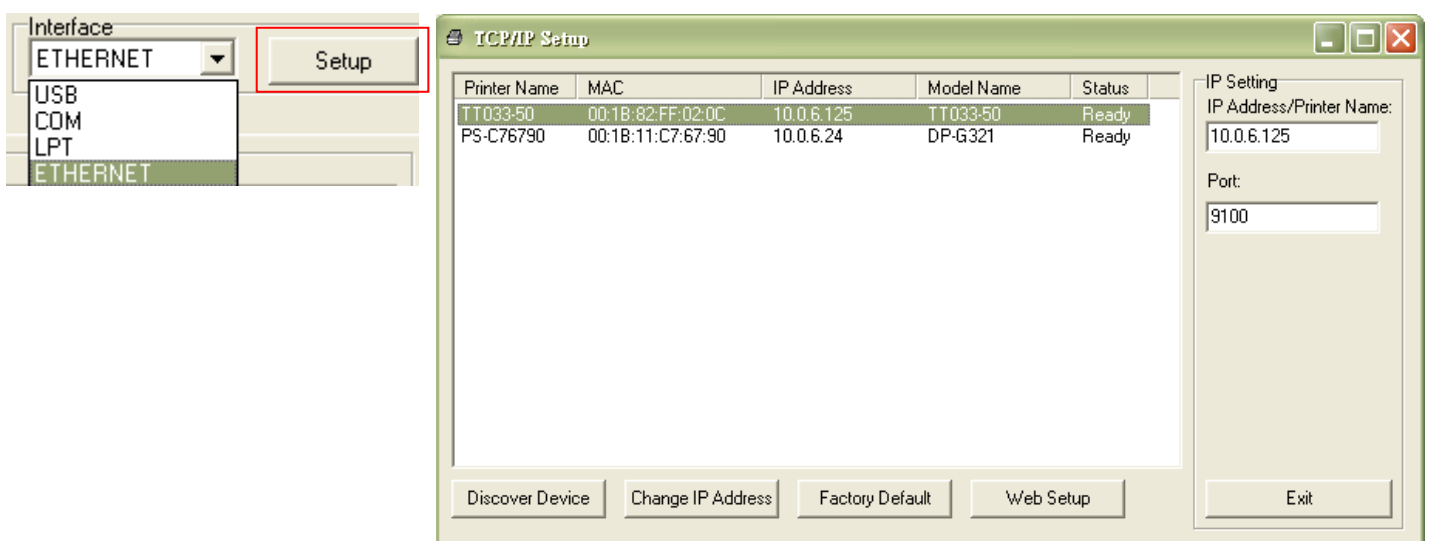 Interface
ETHERNET
Setup
USB
COM
LPT
ETHERNET
TCP/IP Setup
Printer Name MAC IP Address Model Name Status
TT033-50 00:1B:82:FF:02:0C 10.0.6.125 TT033-50 Ready
PS-C76790 00:1B:11:C7:67:90 10.0.6.24 DP-G321 Ready
IP Setting
IP Address/Printer Name:
10.0.6.125
Port:
9100
Discover Device Change IP Address Factory Default Web Setup Exit